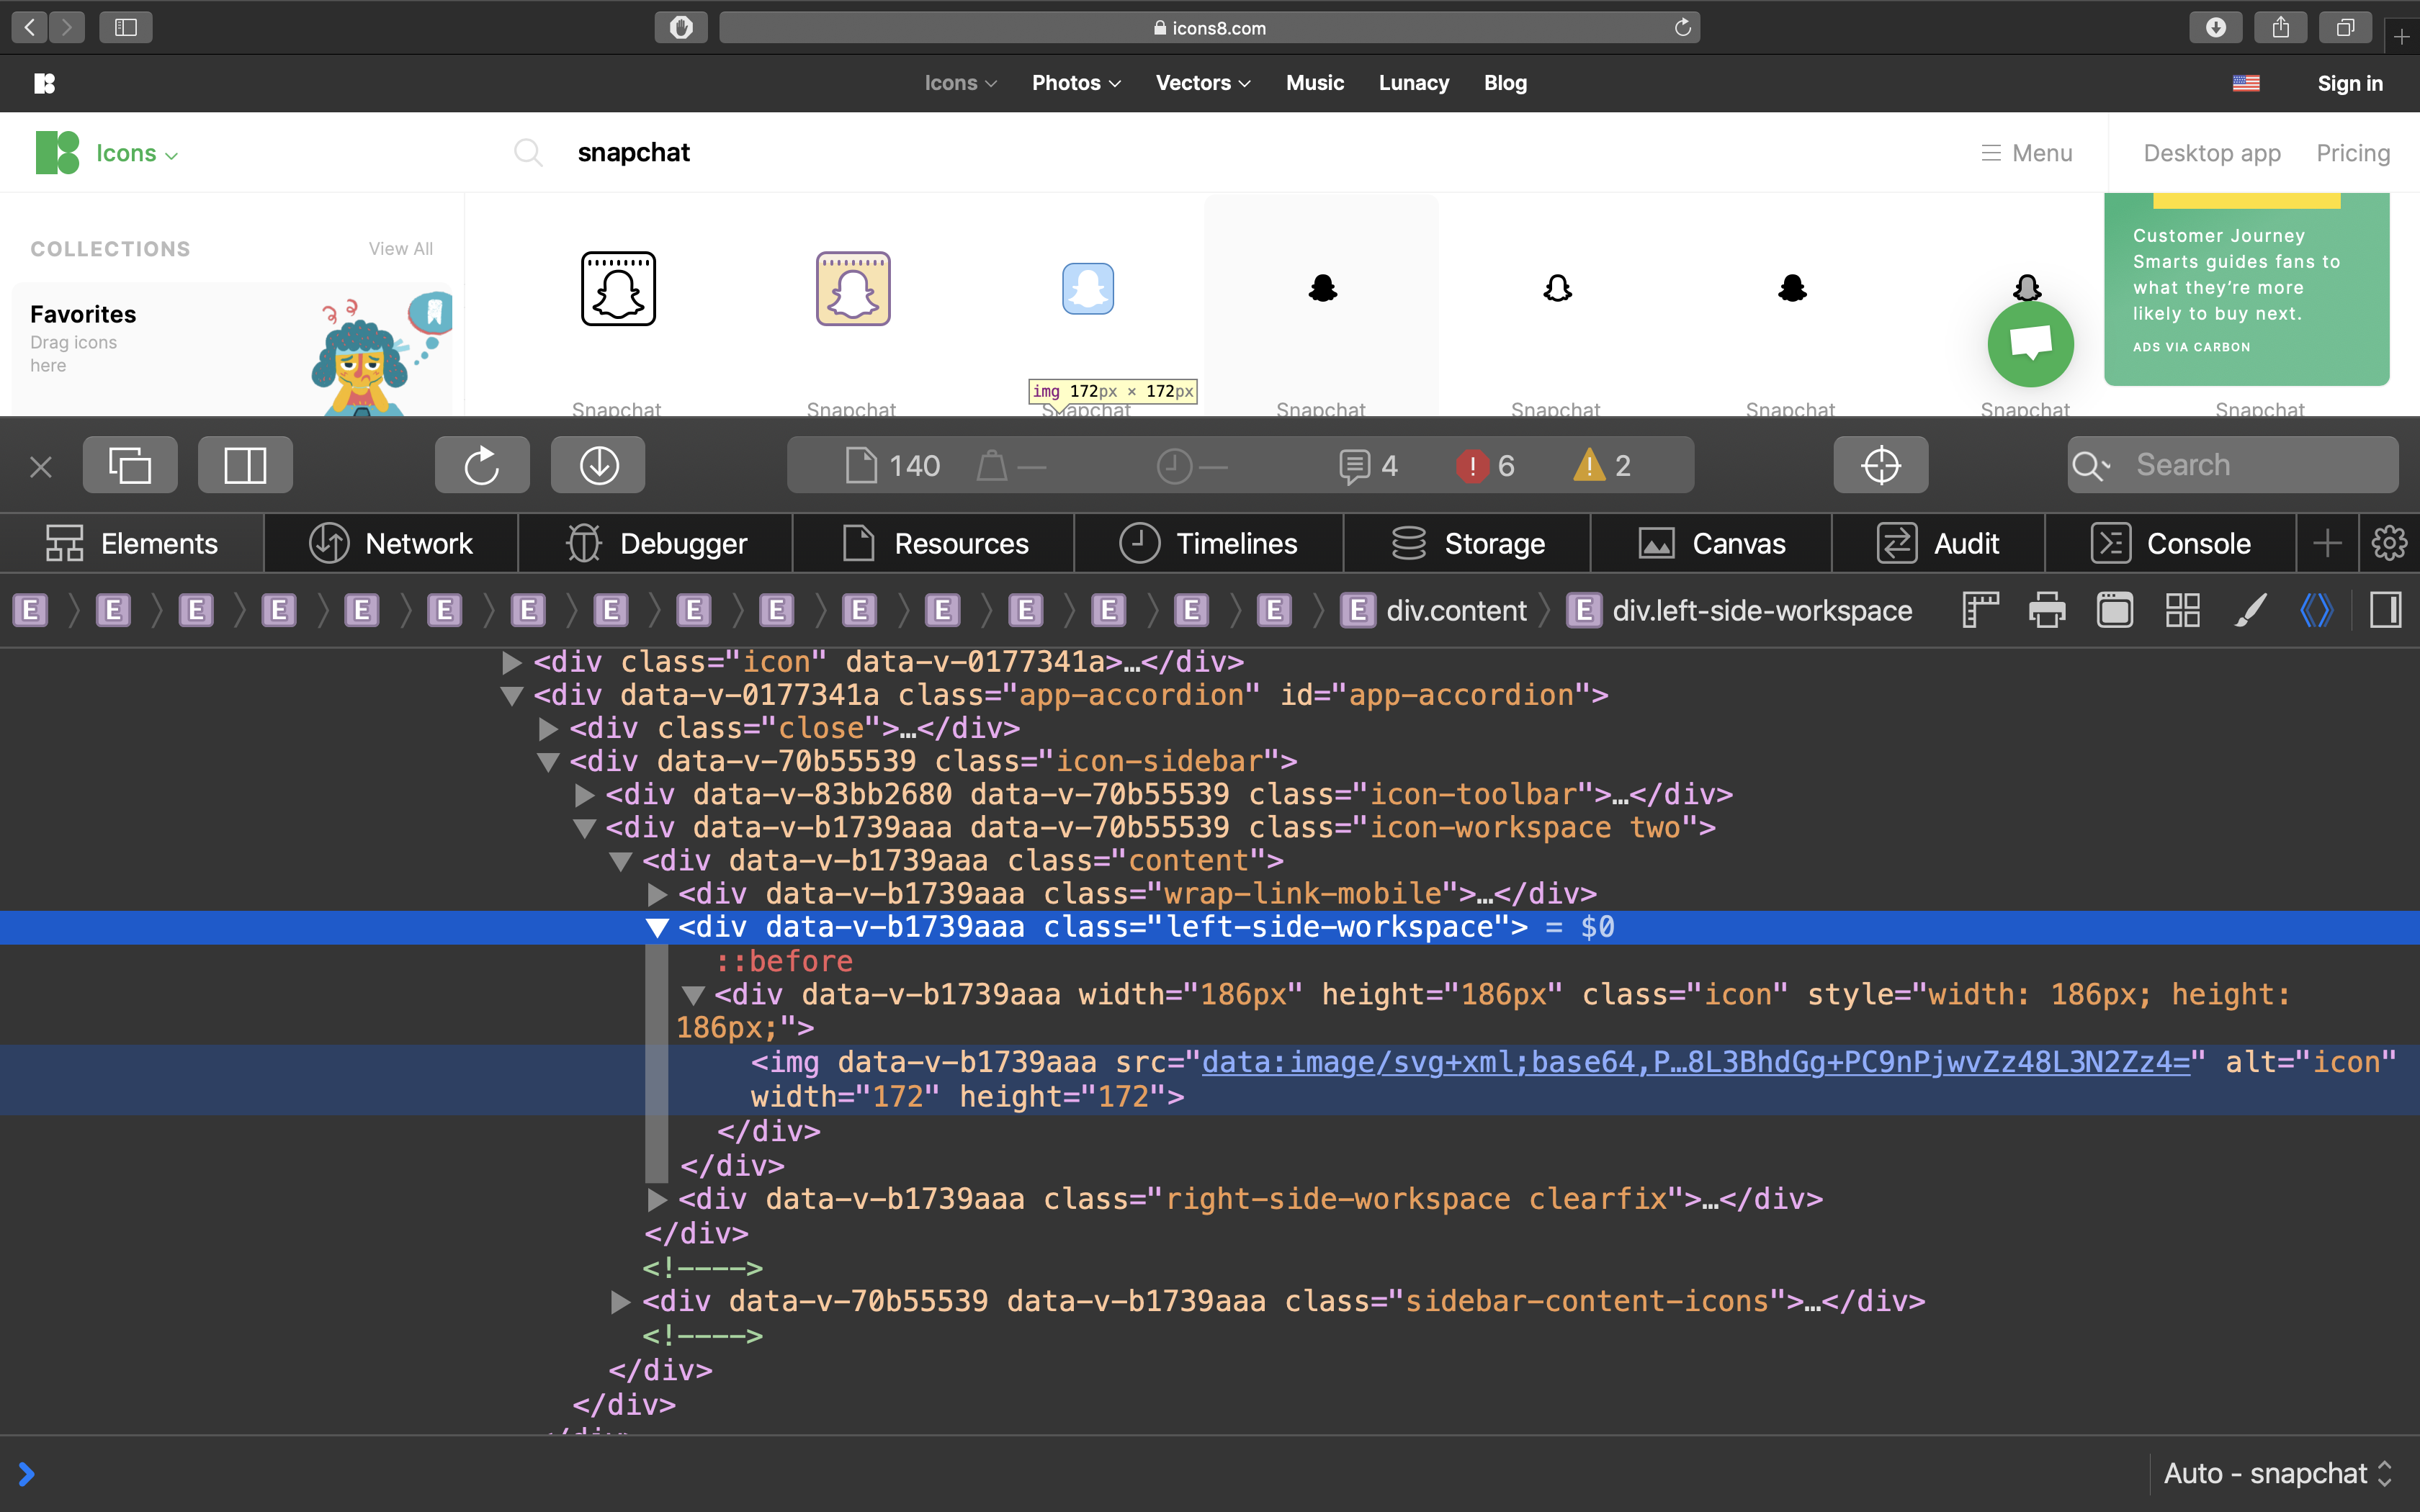 icons8.com
Icons Photos Vectors Music Lunacy Blog Sign in
Icons snapchat Menu Desktop app Pricing
COLLECTIONS View All
Favorites
Drag icons
here
Customer Journey
Smarts guides fans to
what they're more
likely to buy next.
ADS VIA CARBON
img 172px × 172px
Snapchat Snapchat Snapchat Snapchat Snapchat Snapchat Snapchat Snapchat
140 — — 4 6 2 Search
Elements Network Debugger Resources Timelines Storage Canvas Audit Console
E E E E E E E E E E E E E E E E E div.content E div.left-side-workspace
<div class="icon" data-v-0177341a>…</div>
<div data-v-0177341a class="app-accordion" id="app-accordion">
<div class="close">…</div>
<div data-v-70b55539 class="icon-sidebar">
<div data-v-83bb2680 data-v-70b55539 class="icon-toolbar">…</div>
<div data-v-b1739aaa data-v-70b55539 class="icon-workspace two">
<div data-v-b1739aaa class="content">
<div data-v-b1739aaa class="wrap-link-mobile">…</div>
<div data-v-b1739aaa class="left-side-workspace"> = $0
::before
<div data-v-b1739aaa width="186px" height="186px" class="icon" style="width: 186px; height:
186px;">
<img data-v-b1739aaa src="data:image/svg+xml;base64,P…8L3BhdGg+PC9nPjwvZz48L3N2Zz4=" alt="icon"
width="172" height="172">
</div>
</div>
<div data-v-b1739aaa class="right-side-workspace clearfix">…</div>
</div>
<!---->
<div data-v-70b55539 data-v-b1739aaa class="sidebar-content-icons">…</div>
<!---->
</div>
</div>
Auto - snapchat